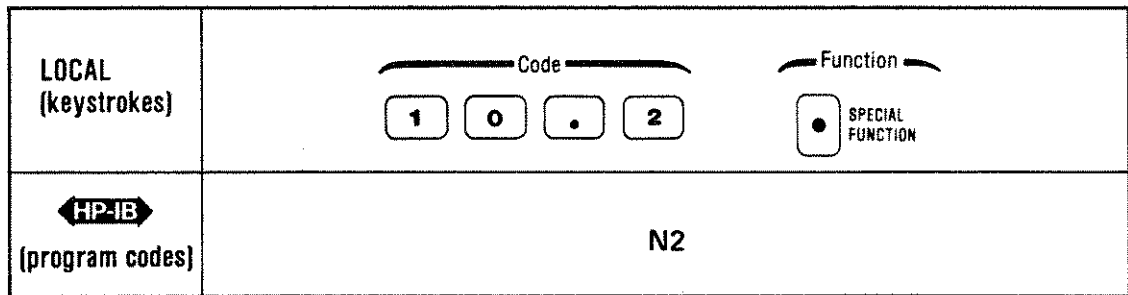 LOCAL
(keystrokes)
Code
Function
1 0 . 2
SPECIAL
FUNCTION
HP-IB
(program codes)
N2